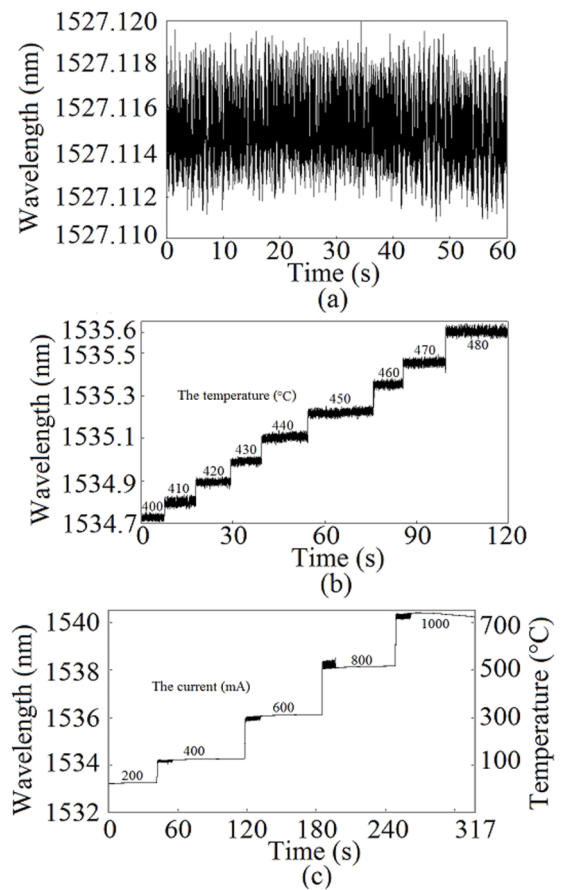 1527.120
1527.118
1527.116
1527.114
1527.112
1527.110
Wavelength (nm)
0 10 20 30 40 50 60
Time (s)
(a)
1535.6
1535.5
1535.3
1535.1
1534.9
1534.7
Wavelength (nm)
The temperature (°C)
400 410 420 430 440 450 460 470 480
0 30 60 90 120
Time (s)
(b)
1540
1538
1536
1534
1532
Wavelength (nm)
The current (mA)
200 400 600 800 1000
700
500
300
100
Temperature (°C)
0 60 120 180 240 317
Time (s)
(c)